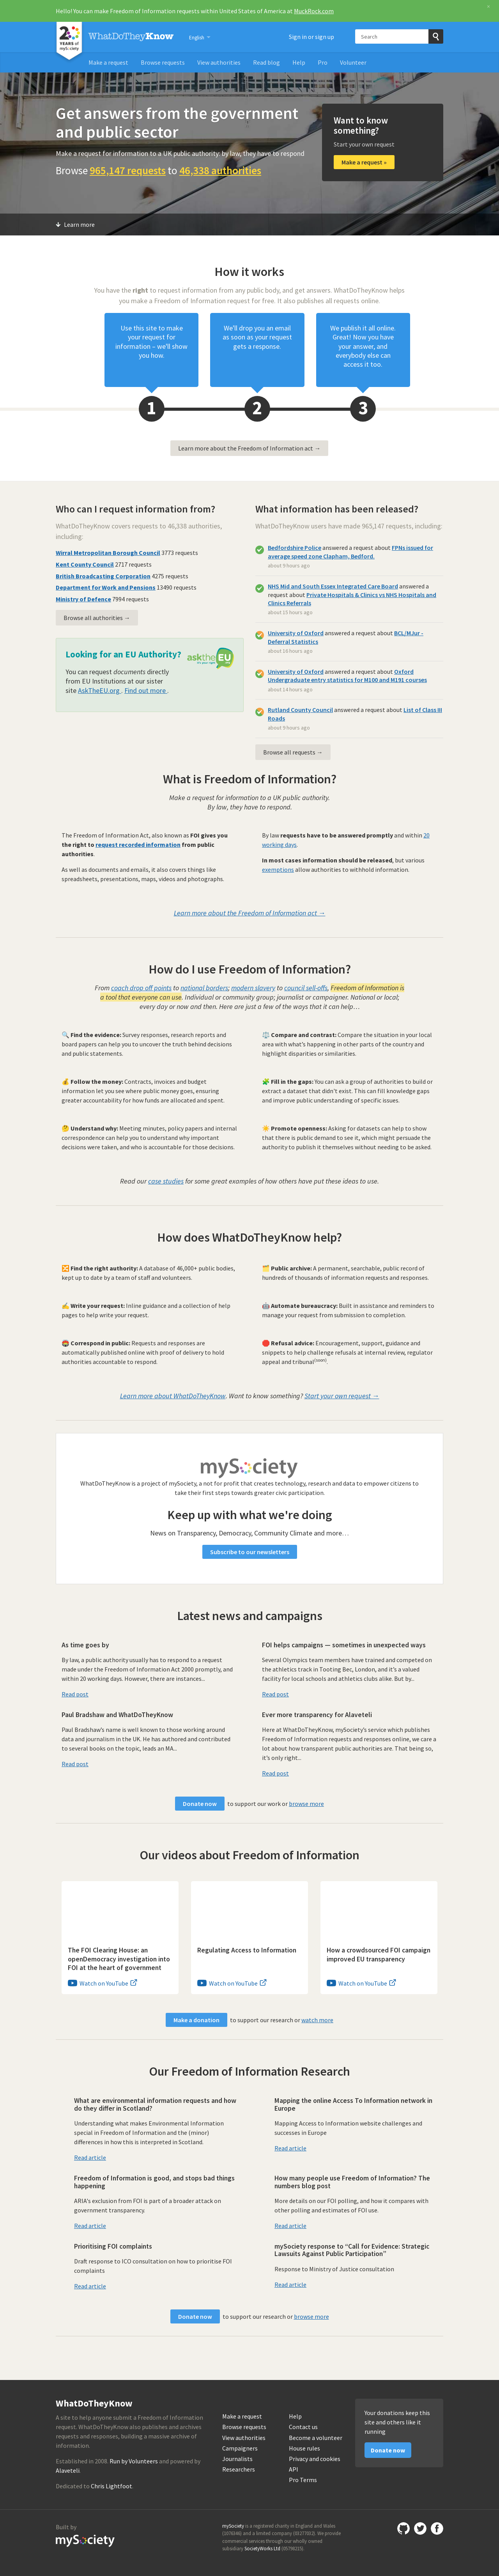 Hello! You can make Freedom of Information requests within United States of America at MuckRock.com
×
20
YEARS of
mySociety
WhatDoTheyKnow
English
Sign in or sign up
Search
Make a request
Browse requests
View authorities
Read blog
Help
Pro
Volunteer
Get answers from the government
and public sector
Make a request for information to a UK public authority: by law, they have to respond
Browse 965,147 requests to 46,338 authorities
Want to know
something?
Start your own request
Make a request »
Learn more
How it works
You have the right to request information from any public body, and get answers. WhatDoTheyKnow helps
you make a Freedom of Information request for free. It also publishes all requests online.
Use this site to make
your request for
information – we'll show
you how.
We'll drop you an email
as soon as your request
gets a response.
We publish it all online.
Great! Now you have
your answer, and
everybody else can
access it too.
1
2
3
Learn more about the Freedom of Information act →
Who can I request information from?
WhatDoTheyKnow covers requests to 46,338 authorities,
including:
Wirral Metropolitan Borough Council 3773 requests
Kent County Council 2717 requests
British Broadcasting Corporation 4275 requests
Department for Work and Pensions 13490 requests
Ministry of Defence 7994 requests
Browse all authorities →
Looking for an EU Authority?
You can request documents directly
from EU Institutions at our sister
site AskTheEU.org . Find out more .
asktheEU
it's your right!
What information has been released?
WhatDoTheyKnow users have made 965,147 requests, including:
Bedfordshire Police answered a request about FPNs issued for
average speed zone Clapham, Bedford.
about 9 hours ago
NHS Mid and South Essex Integrated Care Board answered a
request about Private Hospitals & Clinics vs NHS Hospitals and
Clinics Referrals
about 13 hours ago
University of Oxford answered a request about BCL/MJur -
Deferral Statistics
about 16 hours ago
University of Oxford answered a request about Oxford
Undergraduate entry statistics for M100 and M191 courses
about 14 hours ago
Rutland County Council answered a request about List of Class III
Roads
about 9 hours ago
Browse all requests →
What is Freedom of Information?
Make a request for information to a UK public authority.
By law, they have to respond.
The Freedom of Information Act, also known as FOI gives you
the right to request recorded information from public
authorities.
As well as documents and emails, it also covers things like
spreadsheets, presentations, maps, videos and photographs.
By law requests have to be answered promptly and within 20
working days.
In most cases information should be released, but various
exemptions allow authorities to withhold information.
Learn more about the Freedom of Information act →
How do I use Freedom of Information?
From coach drop off points to national borders; modern slavery to council sell-offs, Freedom of Information is
a tool that everyone can use. Individual or community group; journalist or campaigner. National or local;
every day or now and then. Here are just a few of the ways that it can help…
🔍 Find the evidence: Survey responses, research reports and
board papers can help you to uncover the truth behind decisions
and public statements.
⚖️ Compare and contrast: Compare the situation in your local
area with what's happening in other parts of the country and
highlight disparities or similarities.
💰 Follow the money: Contracts, invoices and budget
information let you see where public money goes, ensuring
greater accountability for how funds are allocated and spent.
🧩 Fill in the gaps: You can ask a group of authorities to build or
extract a dataset that didn't exist. This can fill knowledge gaps
and improve public understanding of specific issues.
🤔 Understand why: Meeting minutes, policy papers and internal
correspondence can help you to understand why important
decisions were taken, and who is accountable for those decisions.
☀️ Promote openness: Asking for datasets can help to show
that there is public demand to see it, which might persuade the
authority to publish it themselves without needing to be asked.
Read our case studies for some great examples of how others have put these ideas to use.
How does WhatDoTheyKnow help?
🔀 Find the right authority: A database of 46,000+ public bodies,
kept up to date by a team of staff and volunteers.
🗂️ Public archive: A permanent, searchable, public record of
hundreds of thousands of information requests and responses.
✍️ Write your request: Inline guidance and a collection of help
pages to help write your request.
🤖 Automate bureaucracy: Built in assistance and reminders to
manage your request from submission to completion.
📮 Correspond in public: Requests and responses are
automatically published online with proof of delivery to hold
authorities accountable to respond.
🛑 Refusal advice: Encouragement, support, guidance and
snippets to help challenge refusals at internal review, regulator
appeal and tribunal(soon).
Learn more about WhatDoTheyKnow. Want to know something? Start your own request →
mySociety
WhatDoTheyKnow is a project of mySociety, a not for profit that creates technology, research and data to empower citizens to
take their first steps towards greater civic participation.
Keep up with what we're doing
News on Transparency, Democracy, Community Climate and more…
Subscribe to our newsletters
Latest news and campaigns
As time goes by
By law, a public authority usually has to respond to a request
made under the Freedom of Information Act 2000 promptly, and
within 20 working days. However, there are instances...
Read post
FOI helps campaigns — sometimes in unexpected ways
Several Olympics team members have trained and competed on
the athletics track in Tooting Bec, London, and it's a valued
facility for local schools and athletics clubs alike. But by...
Read post
Paul Bradshaw and WhatDoTheyKnow
Paul Bradshaw's name is well known to those working around
data and journalism in the UK. He has authored and contributed
to several books on the topic, leads an MA...
Read post
Ever more transparency for Alaveteli
Here at WhatDoTheyKnow, mySociety's service which publishes
Freedom of Information requests and responses online, we care a
lot about how transparent public authorities are. That being so,
it's only right...
Read post
Donate now to support our work or browse more
Our videos about Freedom of Information
The FOI Clearing House: an
openDemocracy investigation into
FOI at the heart of government
Watch on YouTube
Regulating Access to Information
Watch on YouTube
How a crowdsourced FOI campaign
improved EU transparency
Watch on YouTube
Make a donation to support our research or watch more
Our Freedom of Information Research
What are environmental information requests and how
do they differ in Scotland?
Understanding what makes Environmental Information
special in Freedom of Information and the (minor)
differences in how this is interpreted in Scotland.
Read article
Mapping the online Access To Information network in
Europe
Mapping Access to Information website challenges and
successes in Europe
Read article
Freedom of Information is good, and stops bad things
happening
ARIA's exclusion from FOI is part of a broader attack on
government transparency.
Read article
How many people use Freedom of Information? The
numbers blog post
More details on our FOI polling, and how it compares with
other polling and estimates of FOI use.
Read article
Prioritising FOI complaints
Draft response to ICO consultation on how to prioritise FOI
complaints
Read article
mySociety response to “Call for Evidence: Strategic
Lawsuits Against Public Participation”
Response to Ministry of Justice consultation
Read article
Donate now to support our research or browse more
WhatDoTheyKnow
A site to help anyone submit a Freedom of Information
request. WhatDoTheyKnow also publishes and archives
requests and responses, building a massive archive of
information.
Established in 2008. Run by Volunteers and powered by
Alaveteli
Dedicated to Chris Lightfoot.
Make a request
Browse requests
View authorities
Campaigners
Journalists
Researchers
Help
Contact us
Become a volunteer
House rules
Privacy and cookies
API
Pro Terms
Your donations keep this
site and others like it
running
Donate now
Built by
mySociety
mySociety is a registered charity in England and Wales
(1076346) and a limited company (03277032). We provide
commercial services through our wholly owned
subsidiary SocietyWorks Ltd (05798215).